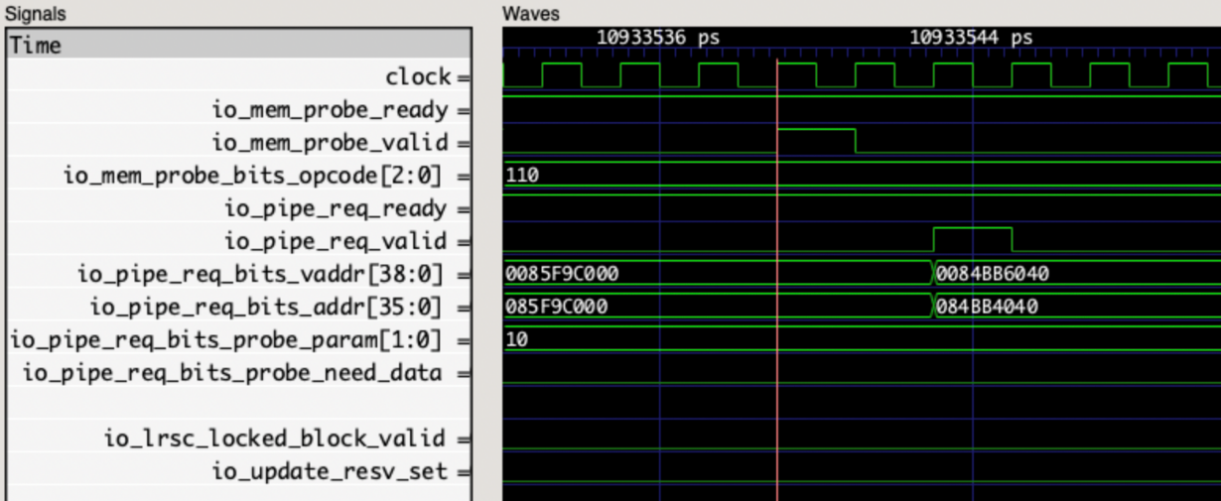 Signals
Waves
Time
10933536 ps
10933544 ps
clock =
io_mem_probe_ready =
io_mem_probe_valid =
io_mem_probe_bits_opcode[2:0] =
110
io_pipe_req_ready =
io_pipe_req_valid =
io_pipe_req_bits_vaddr[38:0] =
0085F9C000
0084BB6040
io_pipe_req_bits_addr[35:0] =
085F9C000
084BB4040
io_pipe_req_bits_probe_param[1:0] =
10
io_pipe_req_bits_probe_need_data =
io_lrsc_locked_block_valid =
io_update_resv_set =